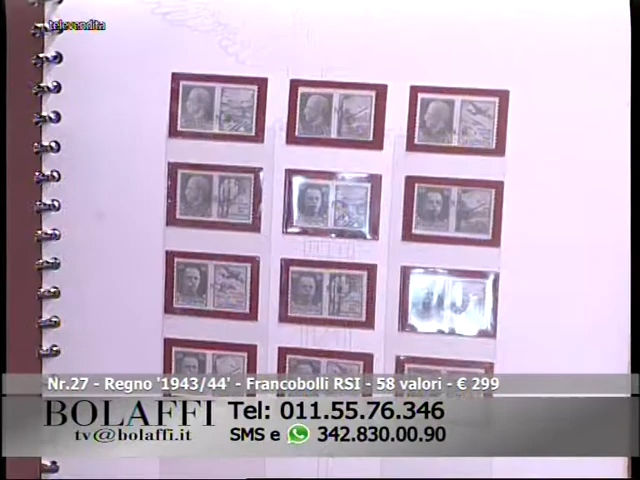 televendita
Nr.27 - Regno '1943/44' - Francobolli RSI - 58 valori - € 299
BOLAFFI
tv@bolaffi.it
Tel: 011.55.76.346
SMS e 342.830.00.90